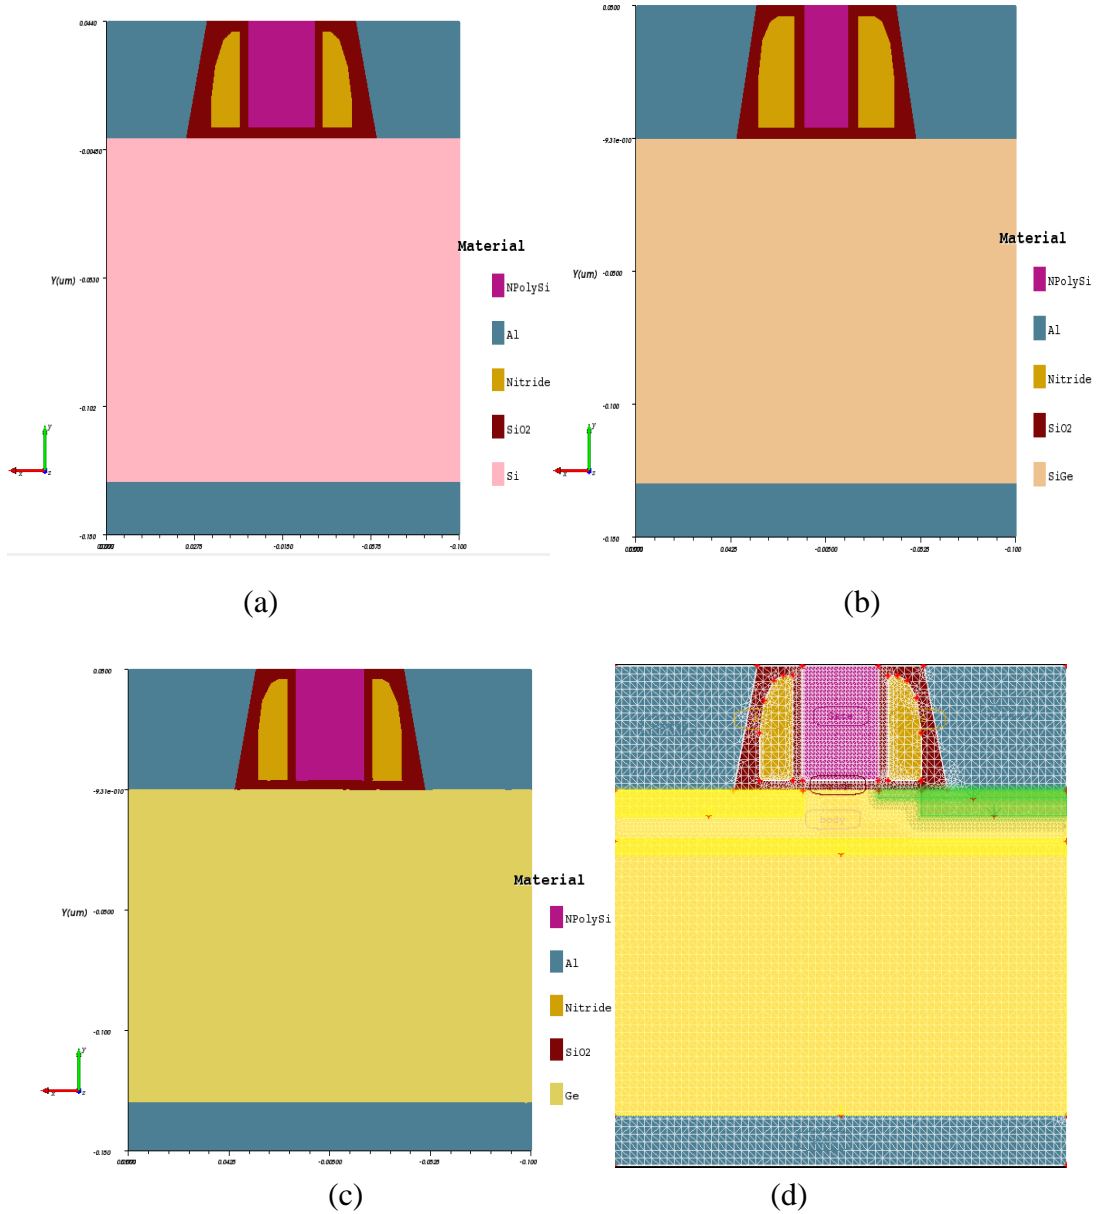 0.0440
-0.00450
Y(um)
-0.0530
-0.102
-0.150
0.0275
-0.0150
-0.0575
-0.100
Material
NPolySi
Al
Nitride
SiO2
Si
y
x
z
(a)
0.0500
-9.31e-010
Y(um)
-0.0500
-0.100
-0.150
0.0425
-0.00500
-0.0525
-0.100
Material
NPolySi
Al
Nitride
SiO2
SiGe
y
x
z
(b)
0.0500
-9.31e-010
Y(um)
-0.0500
-0.100
-0.150
0.0425
-0.00500
-0.0525
-0.100
Material
NPolySi
Al
Nitride
SiO2
Ge
y
x
z
(c)
body
(d)